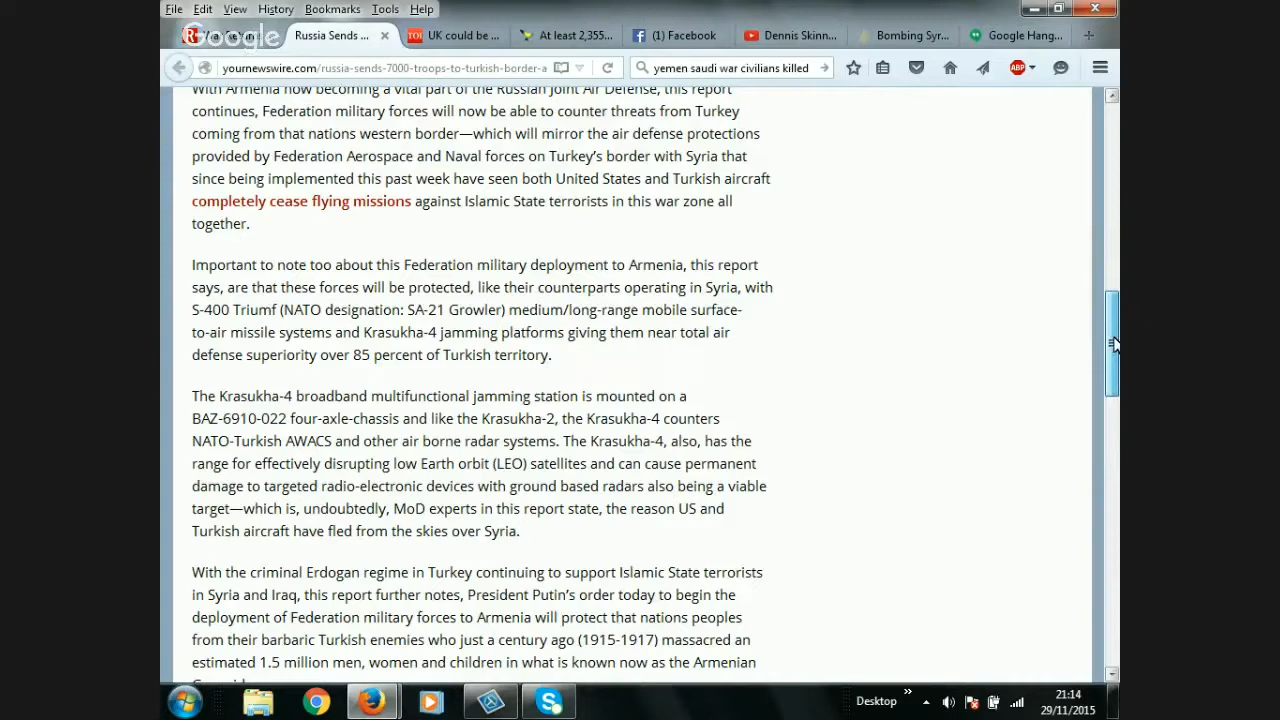 File Edit View History Bookmarks Tools Help
Google
Russia Sends ... UK could be ... At least 2,355... (1) Facebook Dennis Skinn... Bombing Syr... Google Hang...
yournewswire.com/russia-sends-7000-troops-to-turkish-border-a yemen saudi war civilians killed ABP
With Armenia now becoming a vital part of the Russian Joint Air Defense, this report
continues, Federation military forces will now be able to counter threats from Turkey
coming from that nations western border—which will mirror the air defense protections
provided by Federation Aerospace and Naval forces on Turkey's border with Syria that
since being implemented this past week have seen both United States and Turkish aircraft
completely cease flying missions against Islamic State terrorists in this war zone all
together.
Important to note too about this Federation military deployment to Armenia, this report
says, are that these forces will be protected, like their counterparts operating in Syria, with
S-400 Triumf (NATO designation: SA-21 Growler) medium/long-range mobile surface-
to-air missile systems and Krasukha-4 jamming platforms giving them near total air
defense superiority over 85 percent of Turkish territory.
The Krasukha-4 broadband multifunctional jamming station is mounted on a
BAZ-6910-022 four-axle-chassis and like the Krasukha-2, the Krasukha-4 counters
NATO-Turkish AWACS and other air borne radar systems. The Krasukha-4, also, has the
range for effectively disrupting low Earth orbit (LEO) satellites and can cause permanent
damage to targeted radio-electronic devices with ground based radars also being a viable
target—which is, undoubtedly, MoD experts in this report state, the reason US and
Turkish aircraft have fled from the skies over Syria.
With the criminal Erdogan regime in Turkey continuing to support Islamic State terrorists
in Syria and Iraq, this report further notes, President Putin's order today to begin the
deployment of Federation military forces to Armenia will protect that nations peoples
from their barbaric Turkish enemies who just a century ago (1915-1917) massacred an
estimated 1.5 million men, women and children in what is known now as the Armenian
Desktop » 21:14
29/11/2015